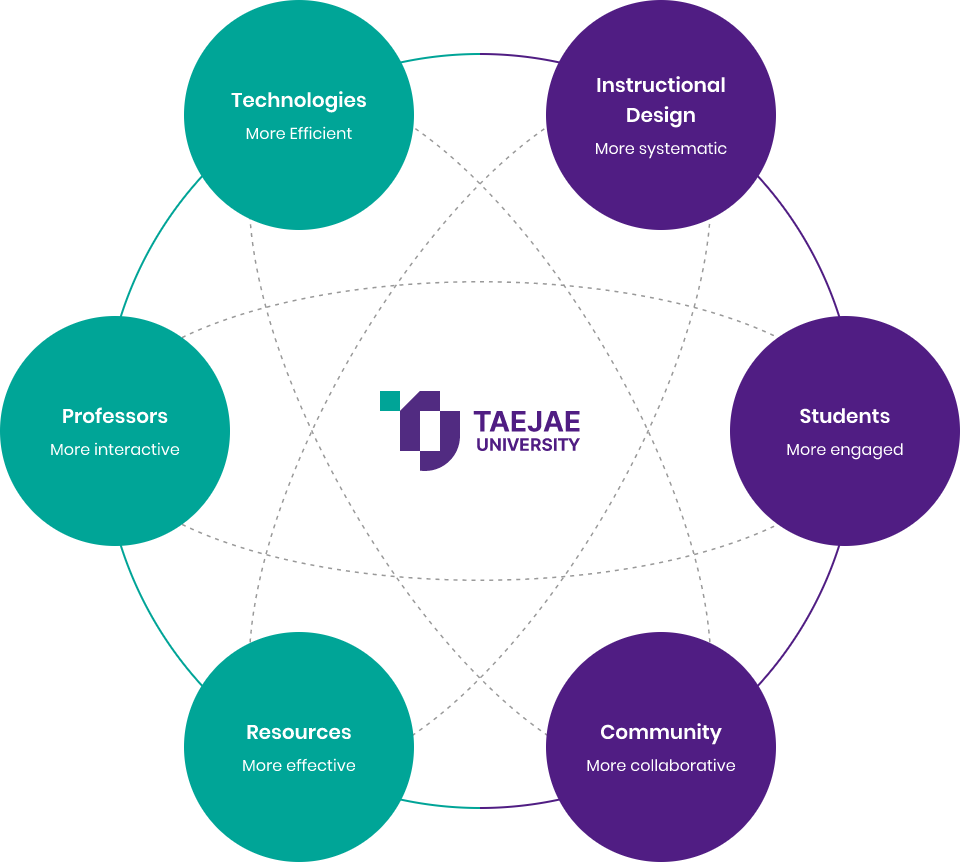 Technologies
More Efficient
Instructional
Design
More systematic
Professors
More interactive
TAEJAE
UNIVERSITY
Students
More engaged
Resources
More effective
Community
More collaborative